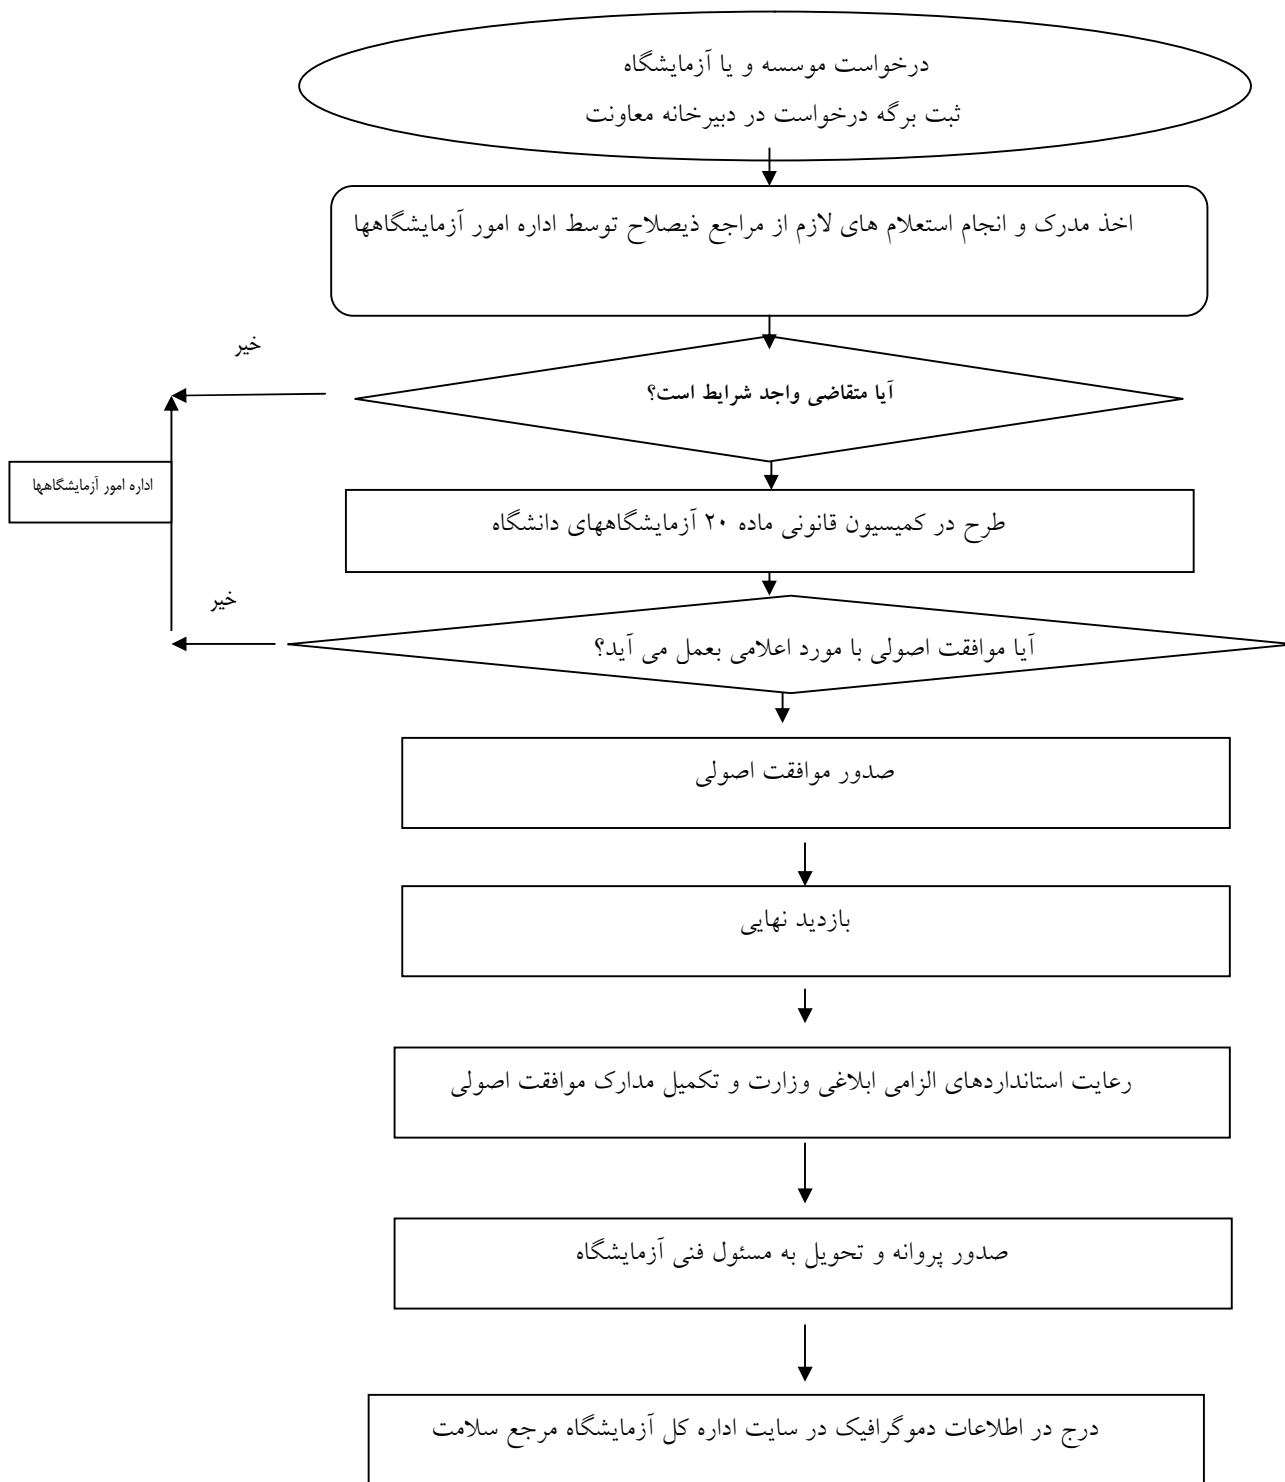 درخواست موسسه و یا آزمایشگاه
ثبت برگه درخواست در دبیرخانه معاونت
اخذ مدرک و انجام استعلام های لازم از مراجع ذیصلاح توسط اداره امور آزمایشگاهها
خیر
آیا متقاضی واجد شرایط است؟
اداره امور آزمایشگاهها
طرح در کمیسیون قانونی ماده ۲۰ آزمایشگاههای دانشگاه
خیر
آیا موافقت اصولی با مورد اعلامی بعمل می آید؟
صدور موافقت اصولی
بازدید نهایی
رعایت استانداردهای الزامی ابلاغی وزارت و تکمیل مدارک موافقت اصولی
صدور پروانه و تحویل به مسئول فنی آزمایشگاه
درج در اطلاعات دموگرافیک در سایت اداره کل آزمایشگاه مرجع سلامت